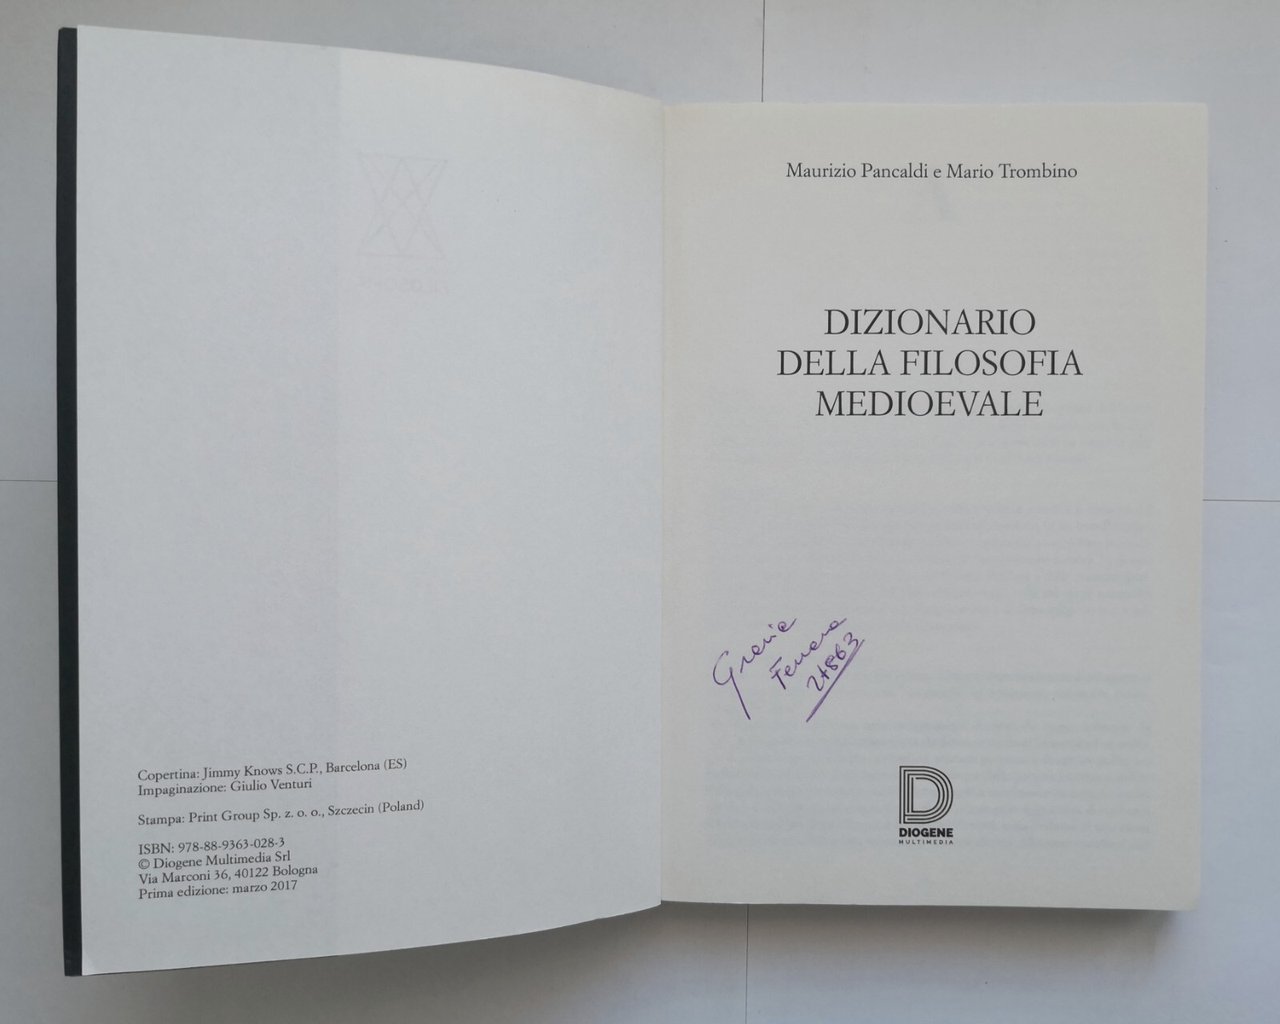 Copertina: Jimmy Knows S.C.P., Barcelona (ES)
Impaginazione: Giulio Venturi
Stampa: Print Group Sp. z. o. o., Szczecin (Poland)
ISBN: 978-88-9363-028-3
© Diogene Multimedia Srl
Via Marconi 36, 40122 Bologna
Prima edizione: marzo 2017
Maurizio Pancaldi e Mario Trombino
DIZIONARIO
DELLA FILOSOFIA
MEDIOEVALE
Ferrara
DIOGENE
MULTIMEDIA